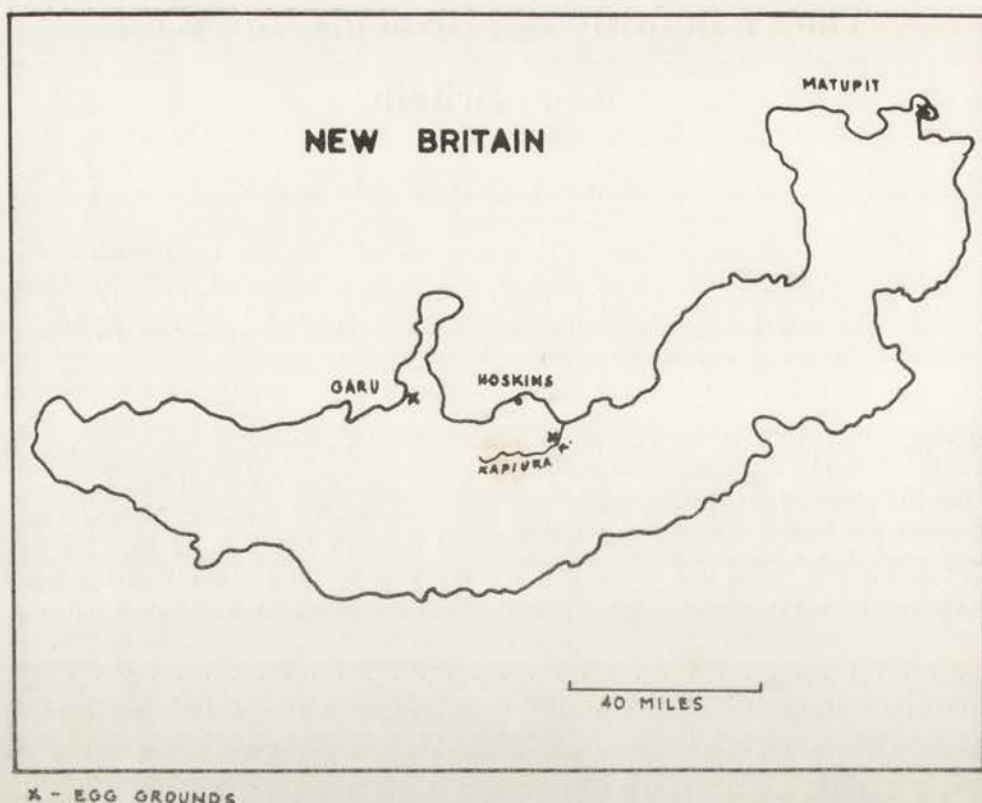 MATUPIT
NEW BRITAIN
GARU
HOSKINS
KAPIURA
40 MILES
x - EGG GROUNDS